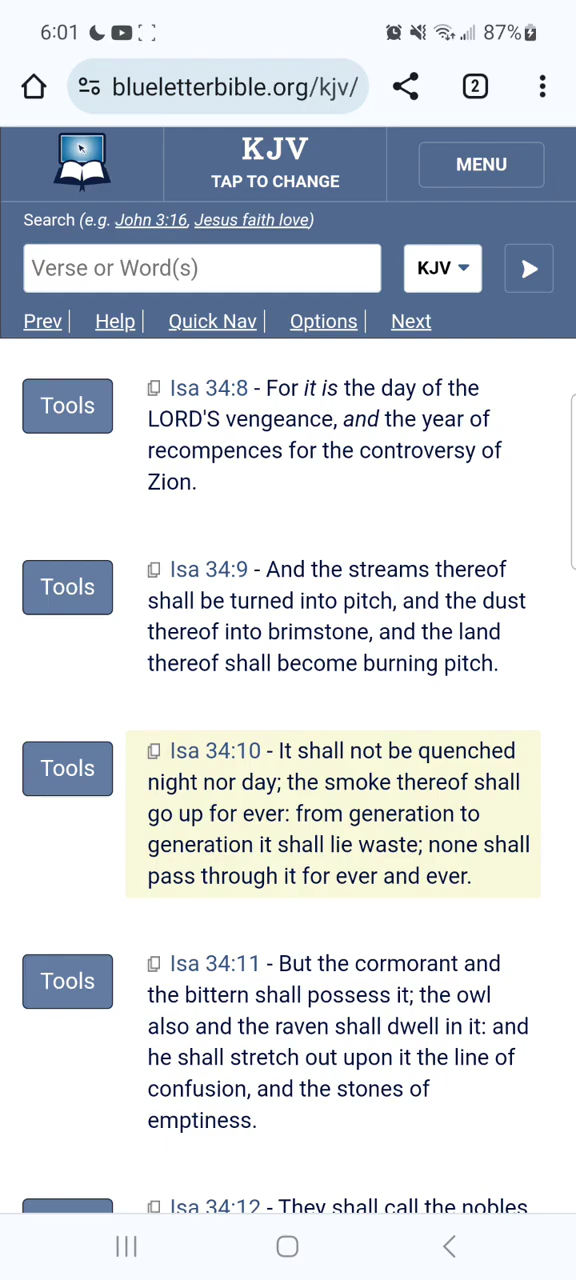 6:01
87%
blueletterbible.org/kjv/
2
KJV
TAP TO CHANGE
MENU
Search (e.g. John 3:16, Jesus faith love)
Verse or Word(s)
KJV
Prev | Help | Quick Nav | Options | Next
Tools
Isa 34:8 - For it is the day of the
LORD'S vengeance, and the year of
recompences for the controversy of
Zion.
Tools
Isa 34:9 - And the streams thereof
shall be turned into pitch, and the dust
thereof into brimstone, and the land
thereof shall become burning pitch.
Tools
Isa 34:10 - It shall not be quenched
night nor day; the smoke thereof shall
go up for ever: from generation to
generation it shall lie waste; none shall
pass through it for ever and ever.
Tools
Isa 34:11 - But the cormorant and
the bittern shall possess it; the owl
also and the raven shall dwell in it: and
he shall stretch out upon it the line of
confusion, and the stones of
emptiness.
Isa 34:12 - They shall call the nobles